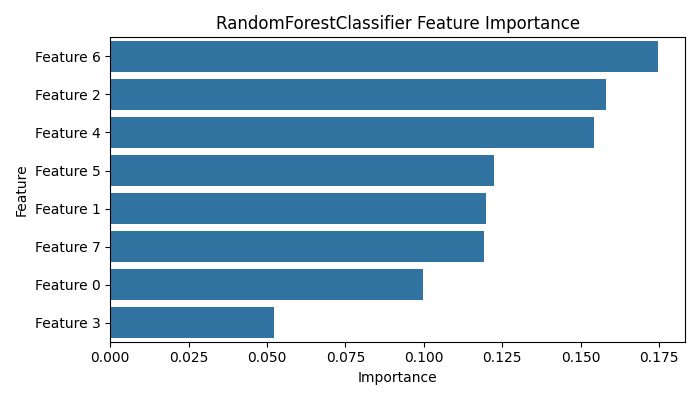 RandomForestClassifier Feature Importance
Feature
Feature 6
Feature 2
Feature 4
Feature 5
Feature 1
Feature 7
Feature 0
Feature 3
0.000 0.025 0.050 0.075 0.100 0.125 0.150 0.175
Importance